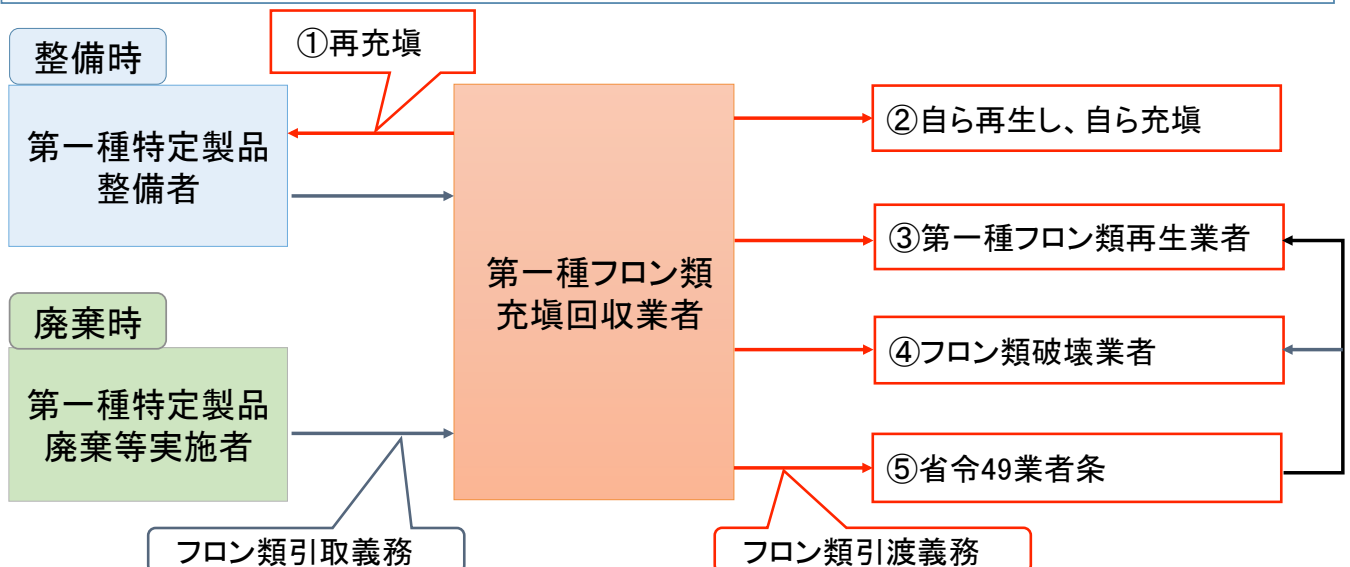 ①再充塡
整備時
第一種特定製品
整備者
②自ら再生し、自ら充塡
③第一種フロン類再生業者
第一種フロン類
充塡回収業者
廃棄時
④フロン類破壊業者
第一種特定製品
廃棄等実施者
⑤省令49業者条
フロン類引取義務
フロン類引渡義務